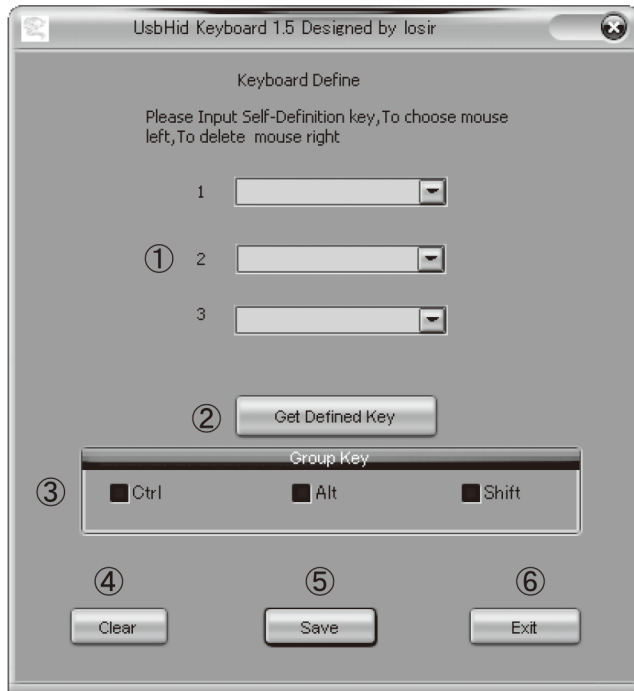 UsbHid Keyboard 1.5 Designed by losir
Keyboard Define
Please Input Self-Definition key,To choose mouse
left,To delete mouse right
1
① 2
3
② Get Defined Key
Group Key
③ Ctrl Alt Shift
④ ⑤ ⑥
Clear Save Exit